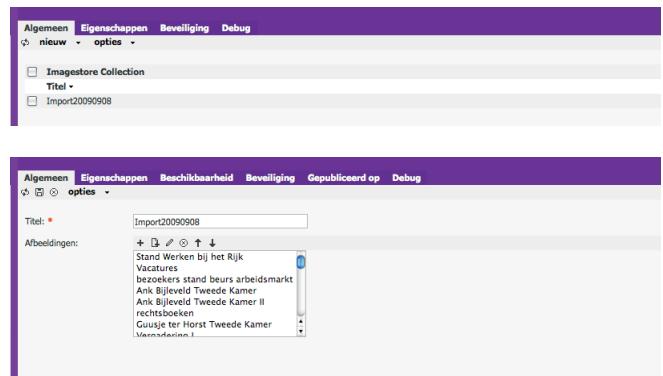 Algemeen Eigenschappen Beveiliging Debug
nieuw opties
Imagestore Collection
Titel
Import20090908
Algemeen Eigenschappen Beschikbaarheid Beveiliging Gepubliceerd op Debug
opties
Titel: * Import20090908
Afbeeldingen:
Stand Werken bij het Rijk
Vacatures
bezoekers stand beurs arbeidsmarkt
Ank Bijleveld Tweede Kamer
Ank Bijleveld Tweede Kamer II
rechtsboeken
Guusje ter Horst Tweede Kamer
Vergadering I